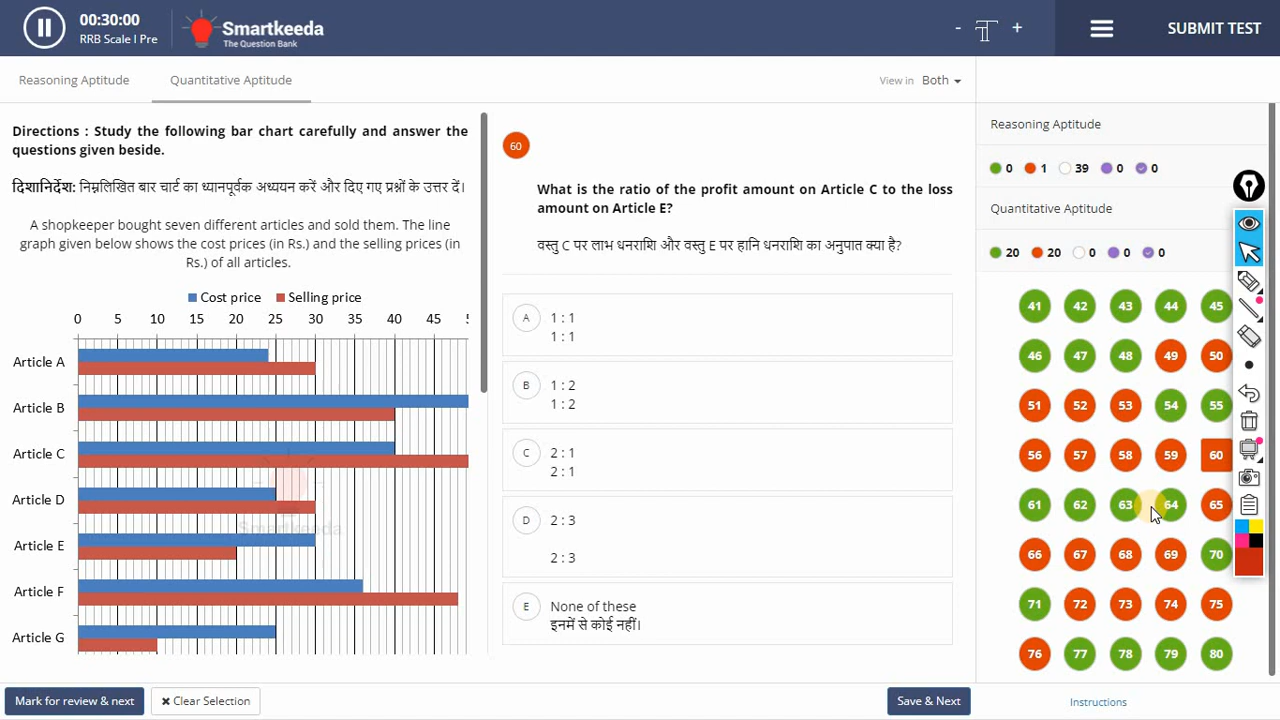 00:30:00
RRB Scale I Pre
Smartkeeda
The Question Bank
- T +
SUBMIT TEST
Reasoning Aptitude
Quantitative Aptitude
View in Both
Directions : Study the following bar chart carefully and answer the
questions given beside.
दिशानिर्देश: निम्नलिखित बार चार्ट का ध्यानपूर्वक अध्ययन करें और दिए गए प्रश्नों के उत्तर दें।
A shopkeeper bought seven different articles and sold them. The line
graph given below shows the cost prices (in Rs.) and the selling prices (in
Rs.) of all articles.
Cost price Selling price
0 5 10 15 20 25 30 35 40 45
Article A
Article B
Article C
Article D
Article E
Article F
Article G
Smartkeeda
60
What is the ratio of the profit amount on Article C to the loss
amount on Article E?
वस्तु C पर लाभ धनराशि और वस्तु E पर हानि धनराशि का अनुपात क्या है?
A 1 : 1
1 : 1
B 1 : 2
1 : 2
C 2 : 1
2 : 1
D 2 : 3
2 : 3
E None of these
इनमें से कोई नहीं।
Reasoning Aptitude
0 1 39 0 0
Quantitative Aptitude
20 20 0 0 0
41 42 43 44 45
46 47 48 49 50
51 52 53 54 55
56 57 58 59 60
61 62 63 64 65
66 67 68 69 70
71 72 73 74 75
76 77 78 79 80
Mark for review & next
Clear Selection
Save & Next
Instructions